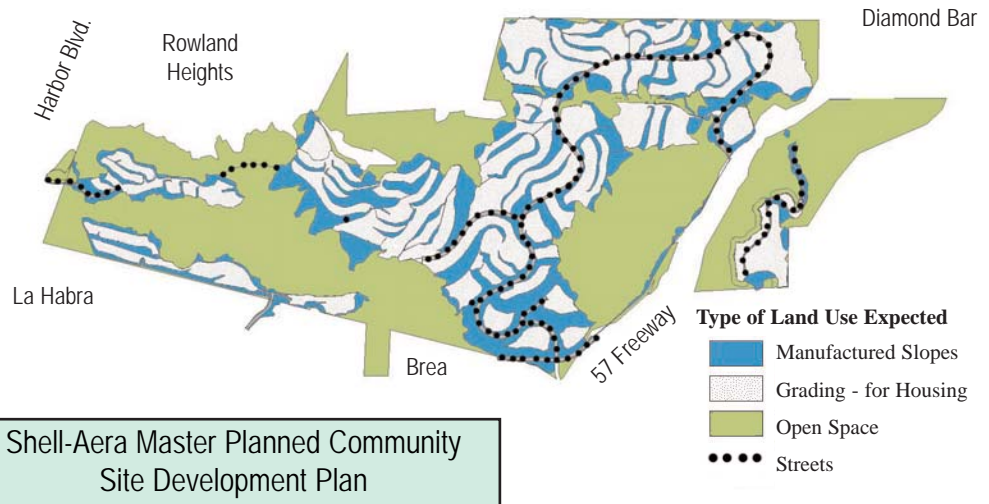 Diamond Bar
Harbor Blvd.
Rowland
Heights
La Habra
Brea
57 Freeway
Type of Land Use Expected
Manufactured Slopes
Grading - for Housing
Open Space
Streets
Shell-Aera Master Planned Community
Site Development Plan